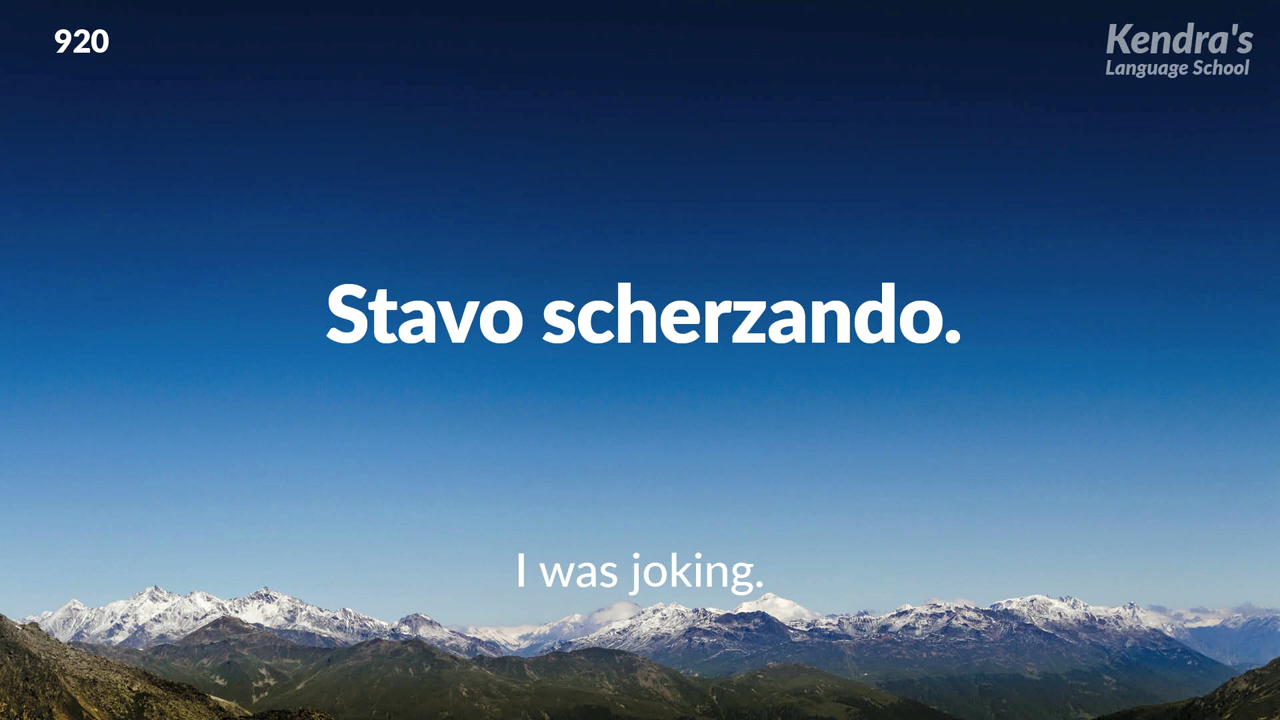 920
Kendra's
Language School
Stavo scherzando.
I was joking.